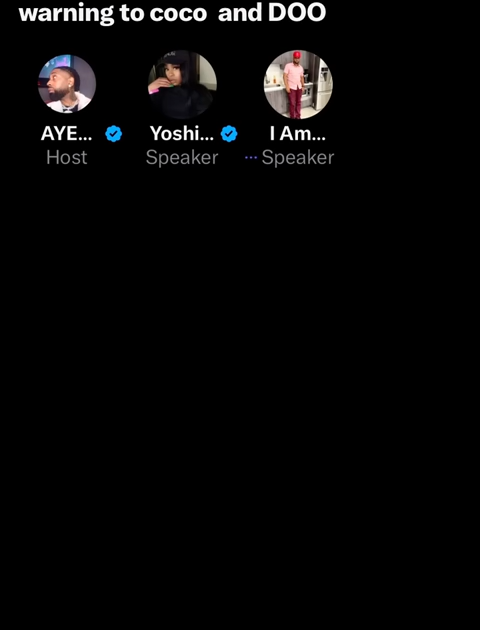 warning to coco and DOO
AYE... Yoshi... I Am...
Host Speaker Speaker